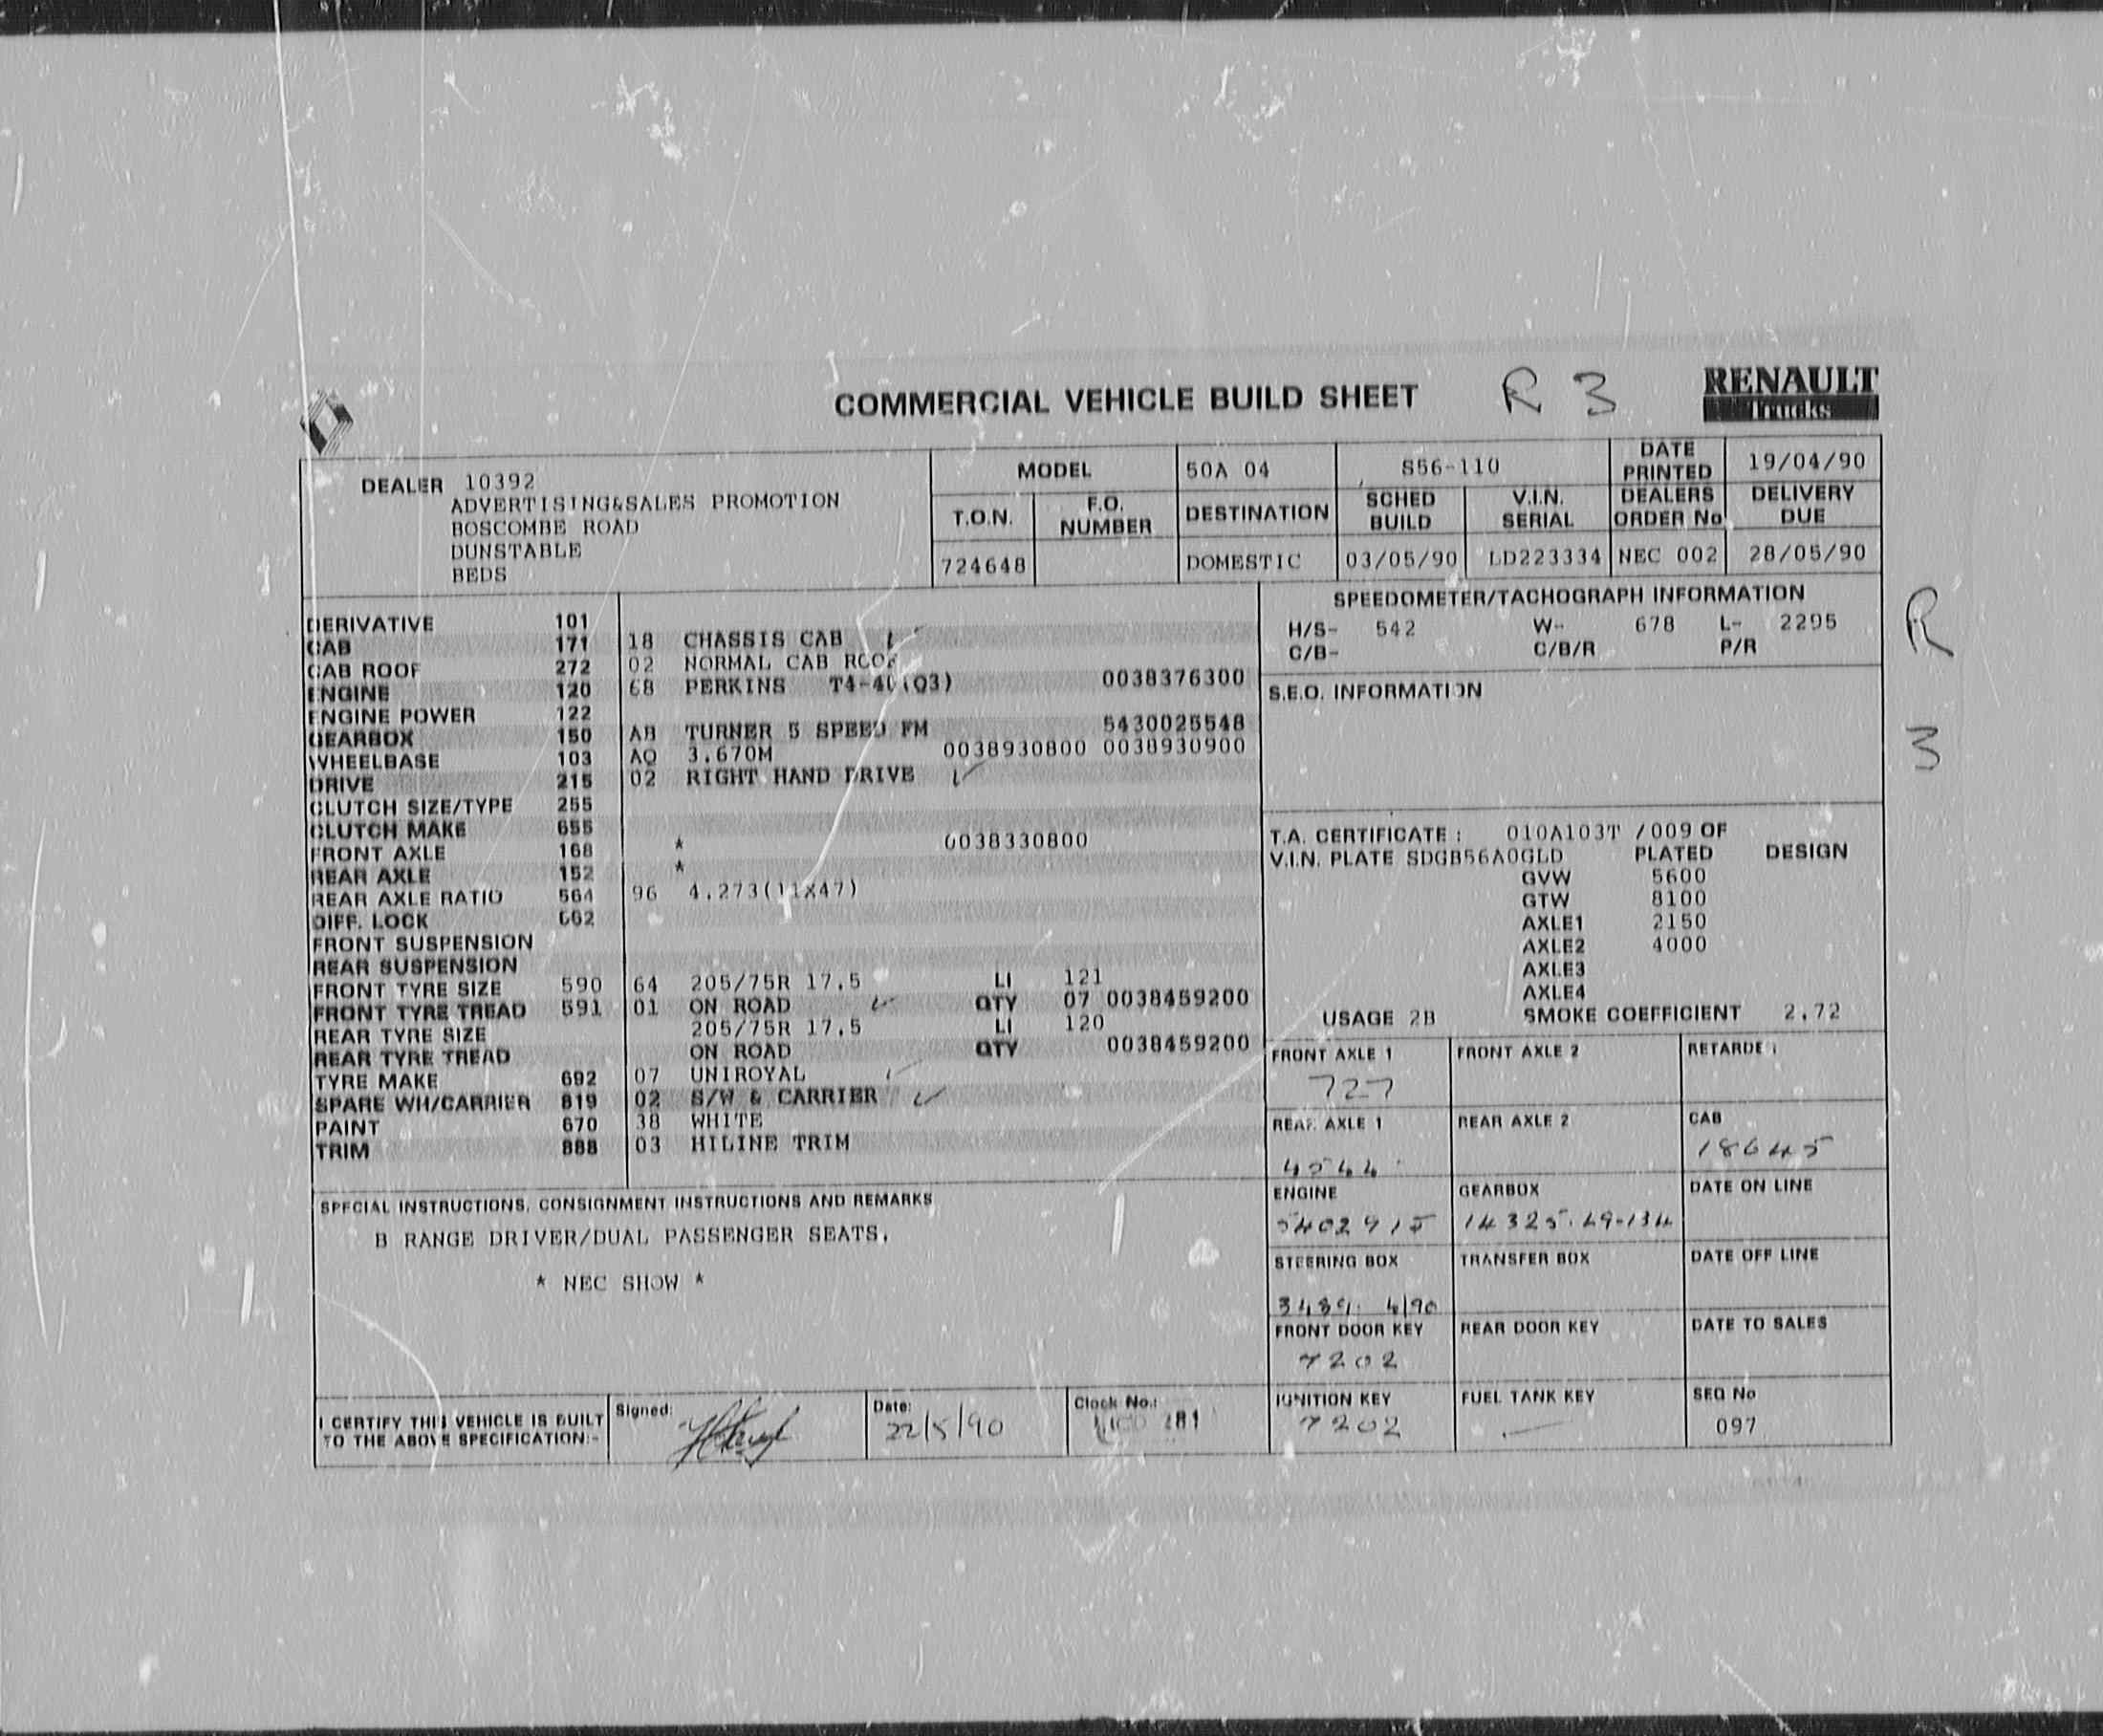 COMMERCIAL VEHICLE BUILD SHEET R 3 RENAULT
Trucks
DEALER 10392
ADVERTISING&SALES PROMOTION
BOSCOMBE ROAD
DUNSTABLE
BEDS
MODEL 50A 04 S56-110 DATE PRINTED 19/04/90
T.O.N. F.O. NUMBER DESTINATION SCHED BUILD V.I.N. SERIAL DEALERS ORDER No DELIVERY DUE
724648 DOMESTIC 03/05/90 LD223334 NEC 002 28/05/90
DERIVATIVE 101
CAB 171 18 CHASSIS CAB
CAB ROOF 272 02 NORMAL CAB ROOF
ENGINE 120 68 PERKINS T4-40(Q3) 0038376300
ENGINE POWER 122
GEARBOX 150 AB TURNER 5 SPEED FM 5430025548
WHEELBASE 103 AQ 3.670M 0038930800 0038930900
DRIVE 215 02 RIGHT HAND DRIVE
CLUTCH SIZE/TYPE 255
CLUTCH MAKE 655
FRONT AXLE 168 * 0038330800
REAR AXLE 152 *
REAR AXLE RATIO 564 96 4.273(11X47)
DIFF. LOCK 662
FRONT SUSPENSION
REAR SUSPENSION
FRONT TYRE SIZE 590 64 205/75R 17.5 LI 121
FRONT TYRE TREAD 591 01 ON ROAD QTY 07 0038459200
REAR TYRE SIZE 205/75R 17.5 LI 120
REAR TYRE TREAD ON ROAD QTY 0038459200
TYRE MAKE 692 07 UNIROYAL
SPARE WH/CARRIER 819 02 S/W & CARRIER
PAINT 670 38 WHITE
TRIM 888 03 HILINE TRIM
SPEEDOMETER/TACHOGRAPH INFORMATION
H/S- 542 W- 678 L- 2295
C/B- C/B/R P/R
R
3
S.E.O. INFORMATION
T.A. CERTIFICATE: 010A103T /009 OF
V.I.N. PLATE SDGB56A0GLD PLATED DESIGN
GVW 5600
GTW 8100
AXLE1 2150
AXLE2 4000
AXLE3
AXLE4
USAGE 2B SMOKE COEFFICIENT 2.72
FRONT AXLE 1 FRONT AXLE 2 RETARDER
727
REAR AXLE 1 REAR AXLE 2 CAB
4544 18645
ENGINE GEARBOX DATE ON LINE
5402915 14325.49-134
STEERING BOX TRANSFER BOX DATE OFF LINE
4/90
FRONT DOOR KEY REAR DOOR KEY DATE TO SALES
7202
IGNITION KEY FUEL TANK KEY SEQ No
7202 — 097
SPECIAL INSTRUCTIONS, CONSIGNMENT INSTRUCTIONS AND REMARKS
B RANGE DRIVER/DUAL PASSENGER SEATS.
* NEC SHOW *
I CERTIFY THIS VEHICLE IS BUILT
TO THE ABOVE SPECIFICATION:-
Signed:
Date: 22/5/90
Clock No.: 281